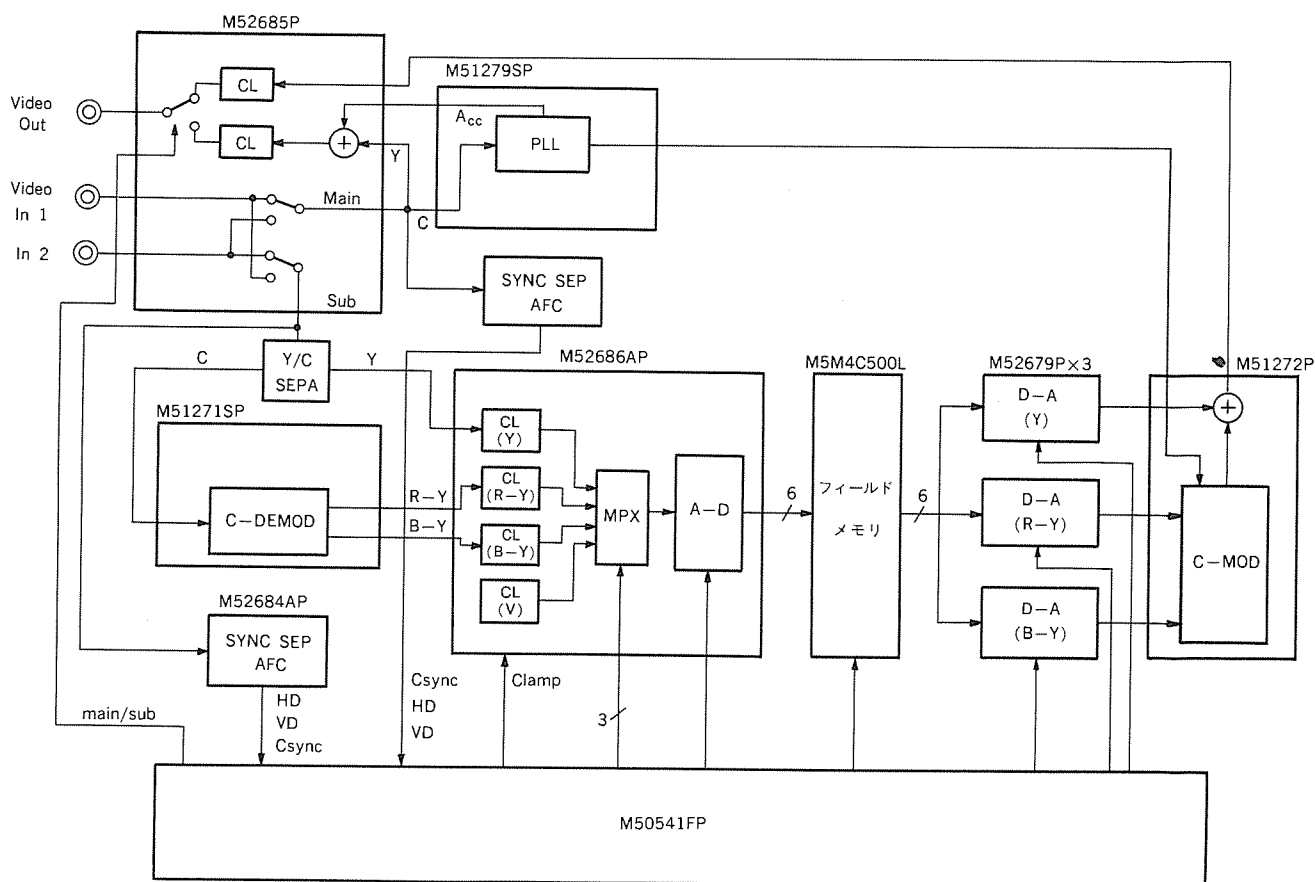 M52685P
M51279SP
CL
Video
Out
CL
+
Acc
PLL
Y
Video
In 1
Main
C
In 2
Sub
SYNC SEP
AFC
C
Y/C
SEPA
Y
M52686AP
M5M4C500L
M52679P×3
M51272P
M51271SP
CL
(Y)
D-A
(Y)
+
R-Y
CL
(R-Y)
C-DEMOD
B-Y
CL
(B-Y)
MPX
A-D
6
フィールド
メモリ
6
D-A
(R-Y)
C-MOD
CL
(V)
D-A
(B-Y)
M52684AP
SYNC SEP
AFC
main/sub
HD
VD
Csync
Csync
HD
VD
Clamp
3
M50541FP